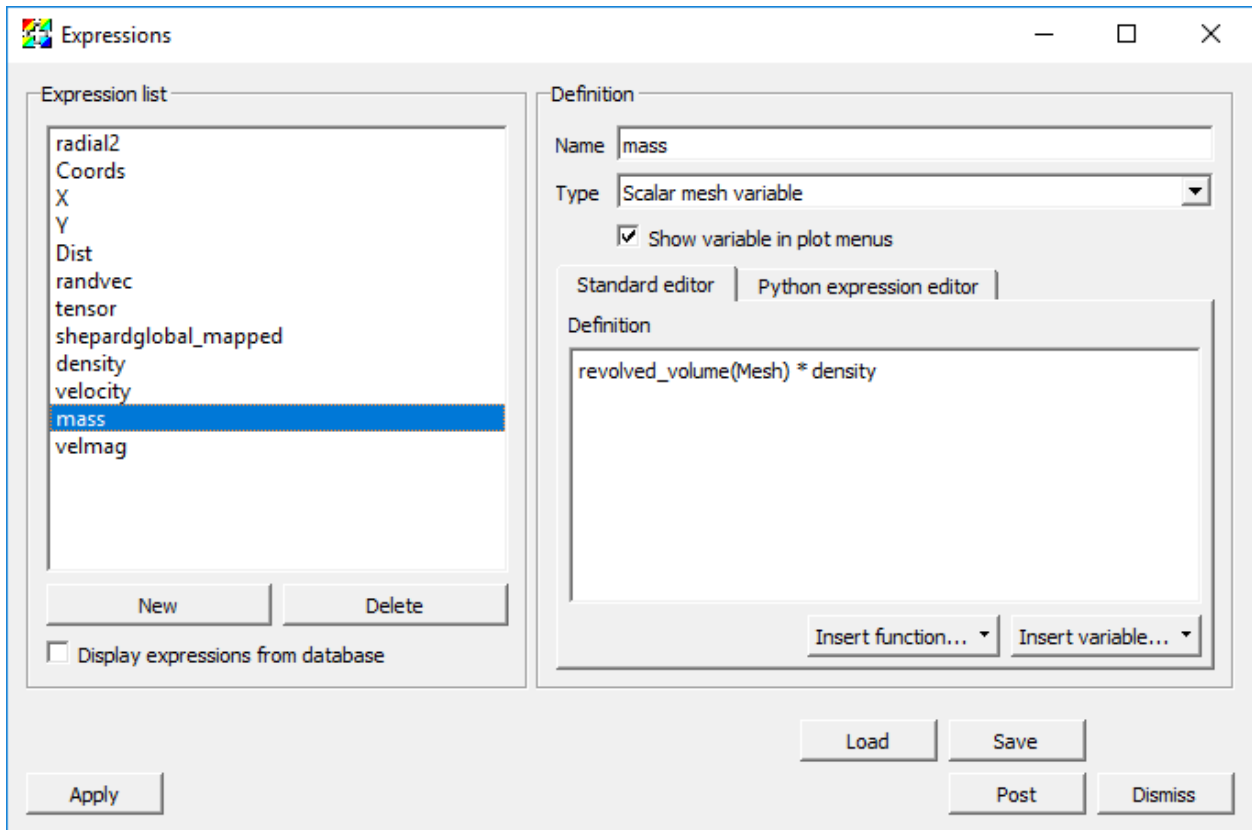 Expressions
Expression list
radial2
Coords
X
Y
Dist
randvec
tensor
shepardglobal_mapped
density
velocity
mass
velmag
New
Delete
Display expressions from database
Definition
Name mass
Type Scalar mesh variable
Show variable in plot menus
Standard editor
Python expression editor
Definition
revolved_volume(Mesh) * density
Insert function...
Insert variable...
Load
Save
Apply
Post
Dismiss